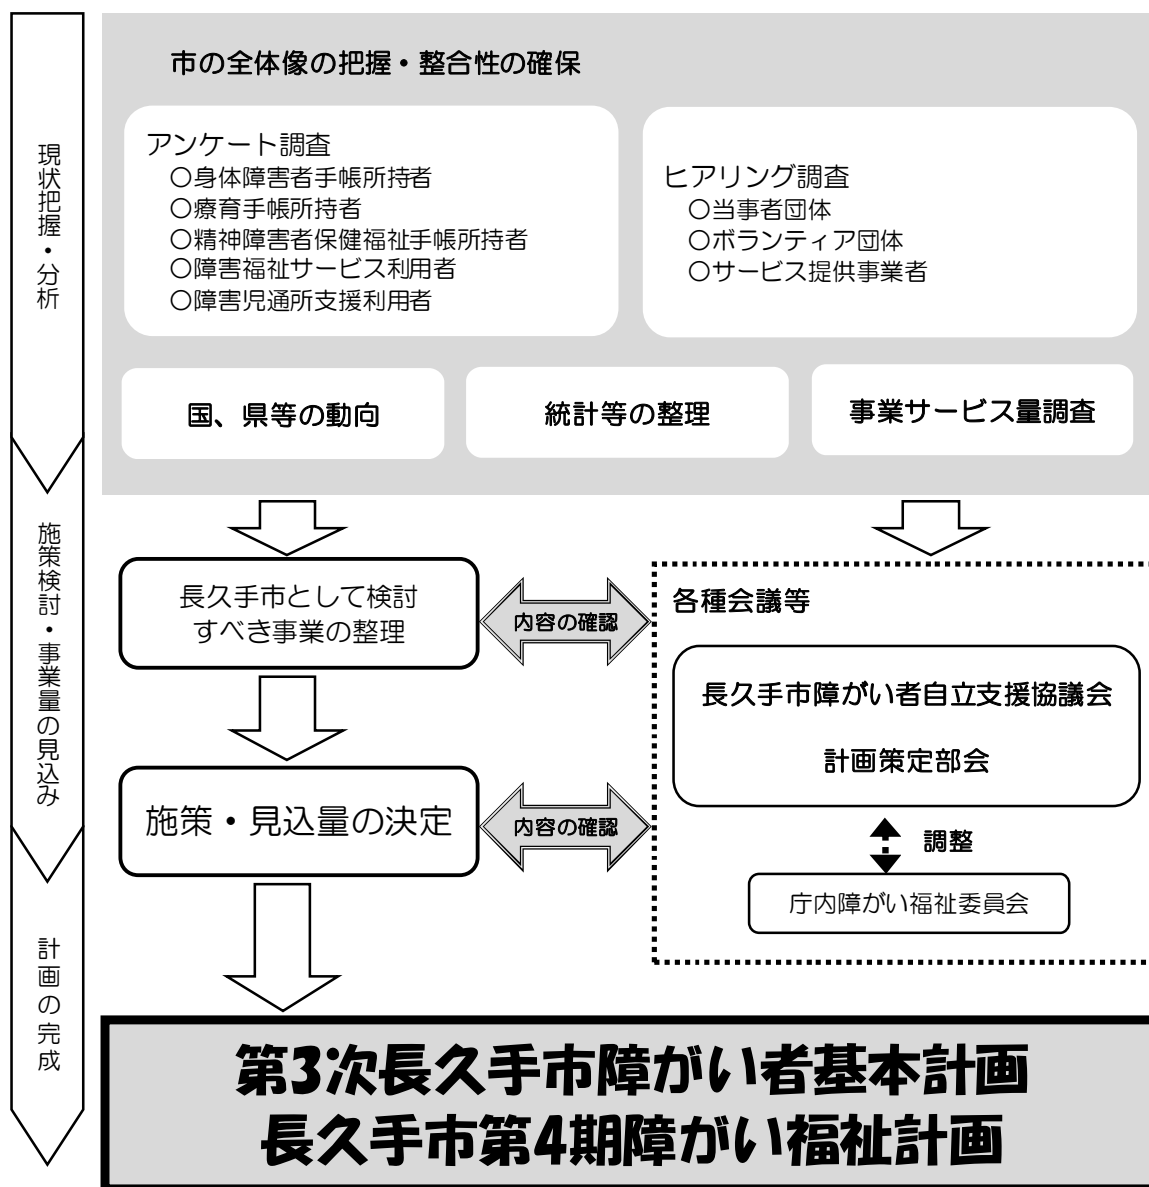 現状把握・分析
施策検討・事業量の見込み
計画の完成
市の全体像の把握・整合性の確保
アンケート調査
○身体障害者手帳所持者
○療育手帳所持者
○精神障害者保健福祉手帳所持者
○障害福祉サービス利用者
○障害児通所支援利用者
ヒアリング調査
○当事者団体
○ボランティア団体
○サービス提供事業者
国、県等の動向
統計等の整理
事業サービス量調査
長久手市として検討
すべき事業の整理
内容の確認
各種会議等
長久手市障がい者自立支援協議会
計画策定部会
施策・見込量の決定
内容の確認
調整
庁内障がい福祉委員会
第3次長久手市障がい者基本計画
長久手市第4期障がい福祉計画